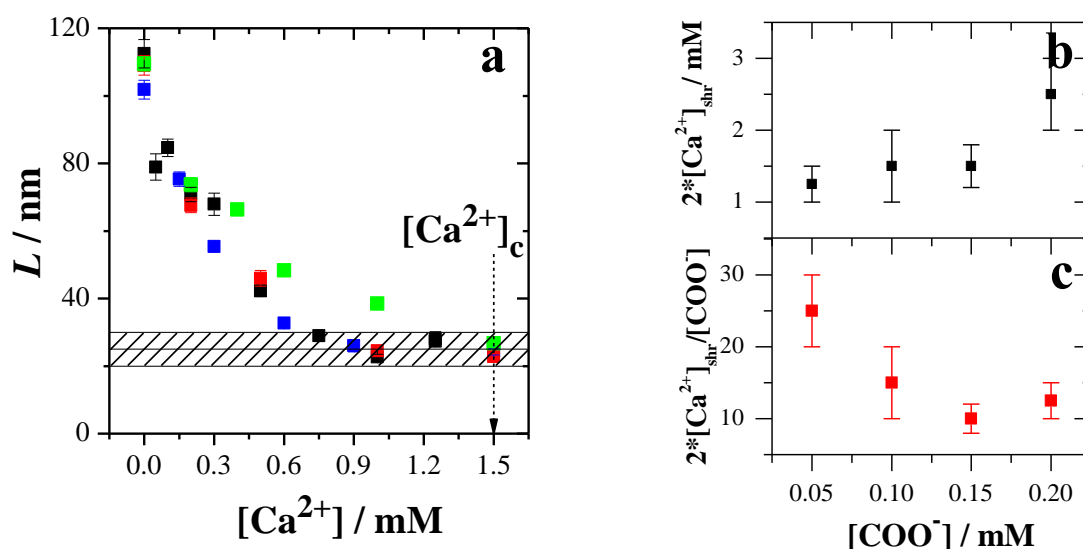 a
L / nm
120
80
40
0
[Ca²⁺]c
0.0 0.3 0.6 0.9 1.2 1.5
[Ca²⁺] / mM
b
2*[Ca²⁺]shr/ mM
3
2
1
c
2*[Ca²⁺]shr/[COO⁻]
30
20
10
0.05 0.10 0.15 0.20
[COO⁻] / mM